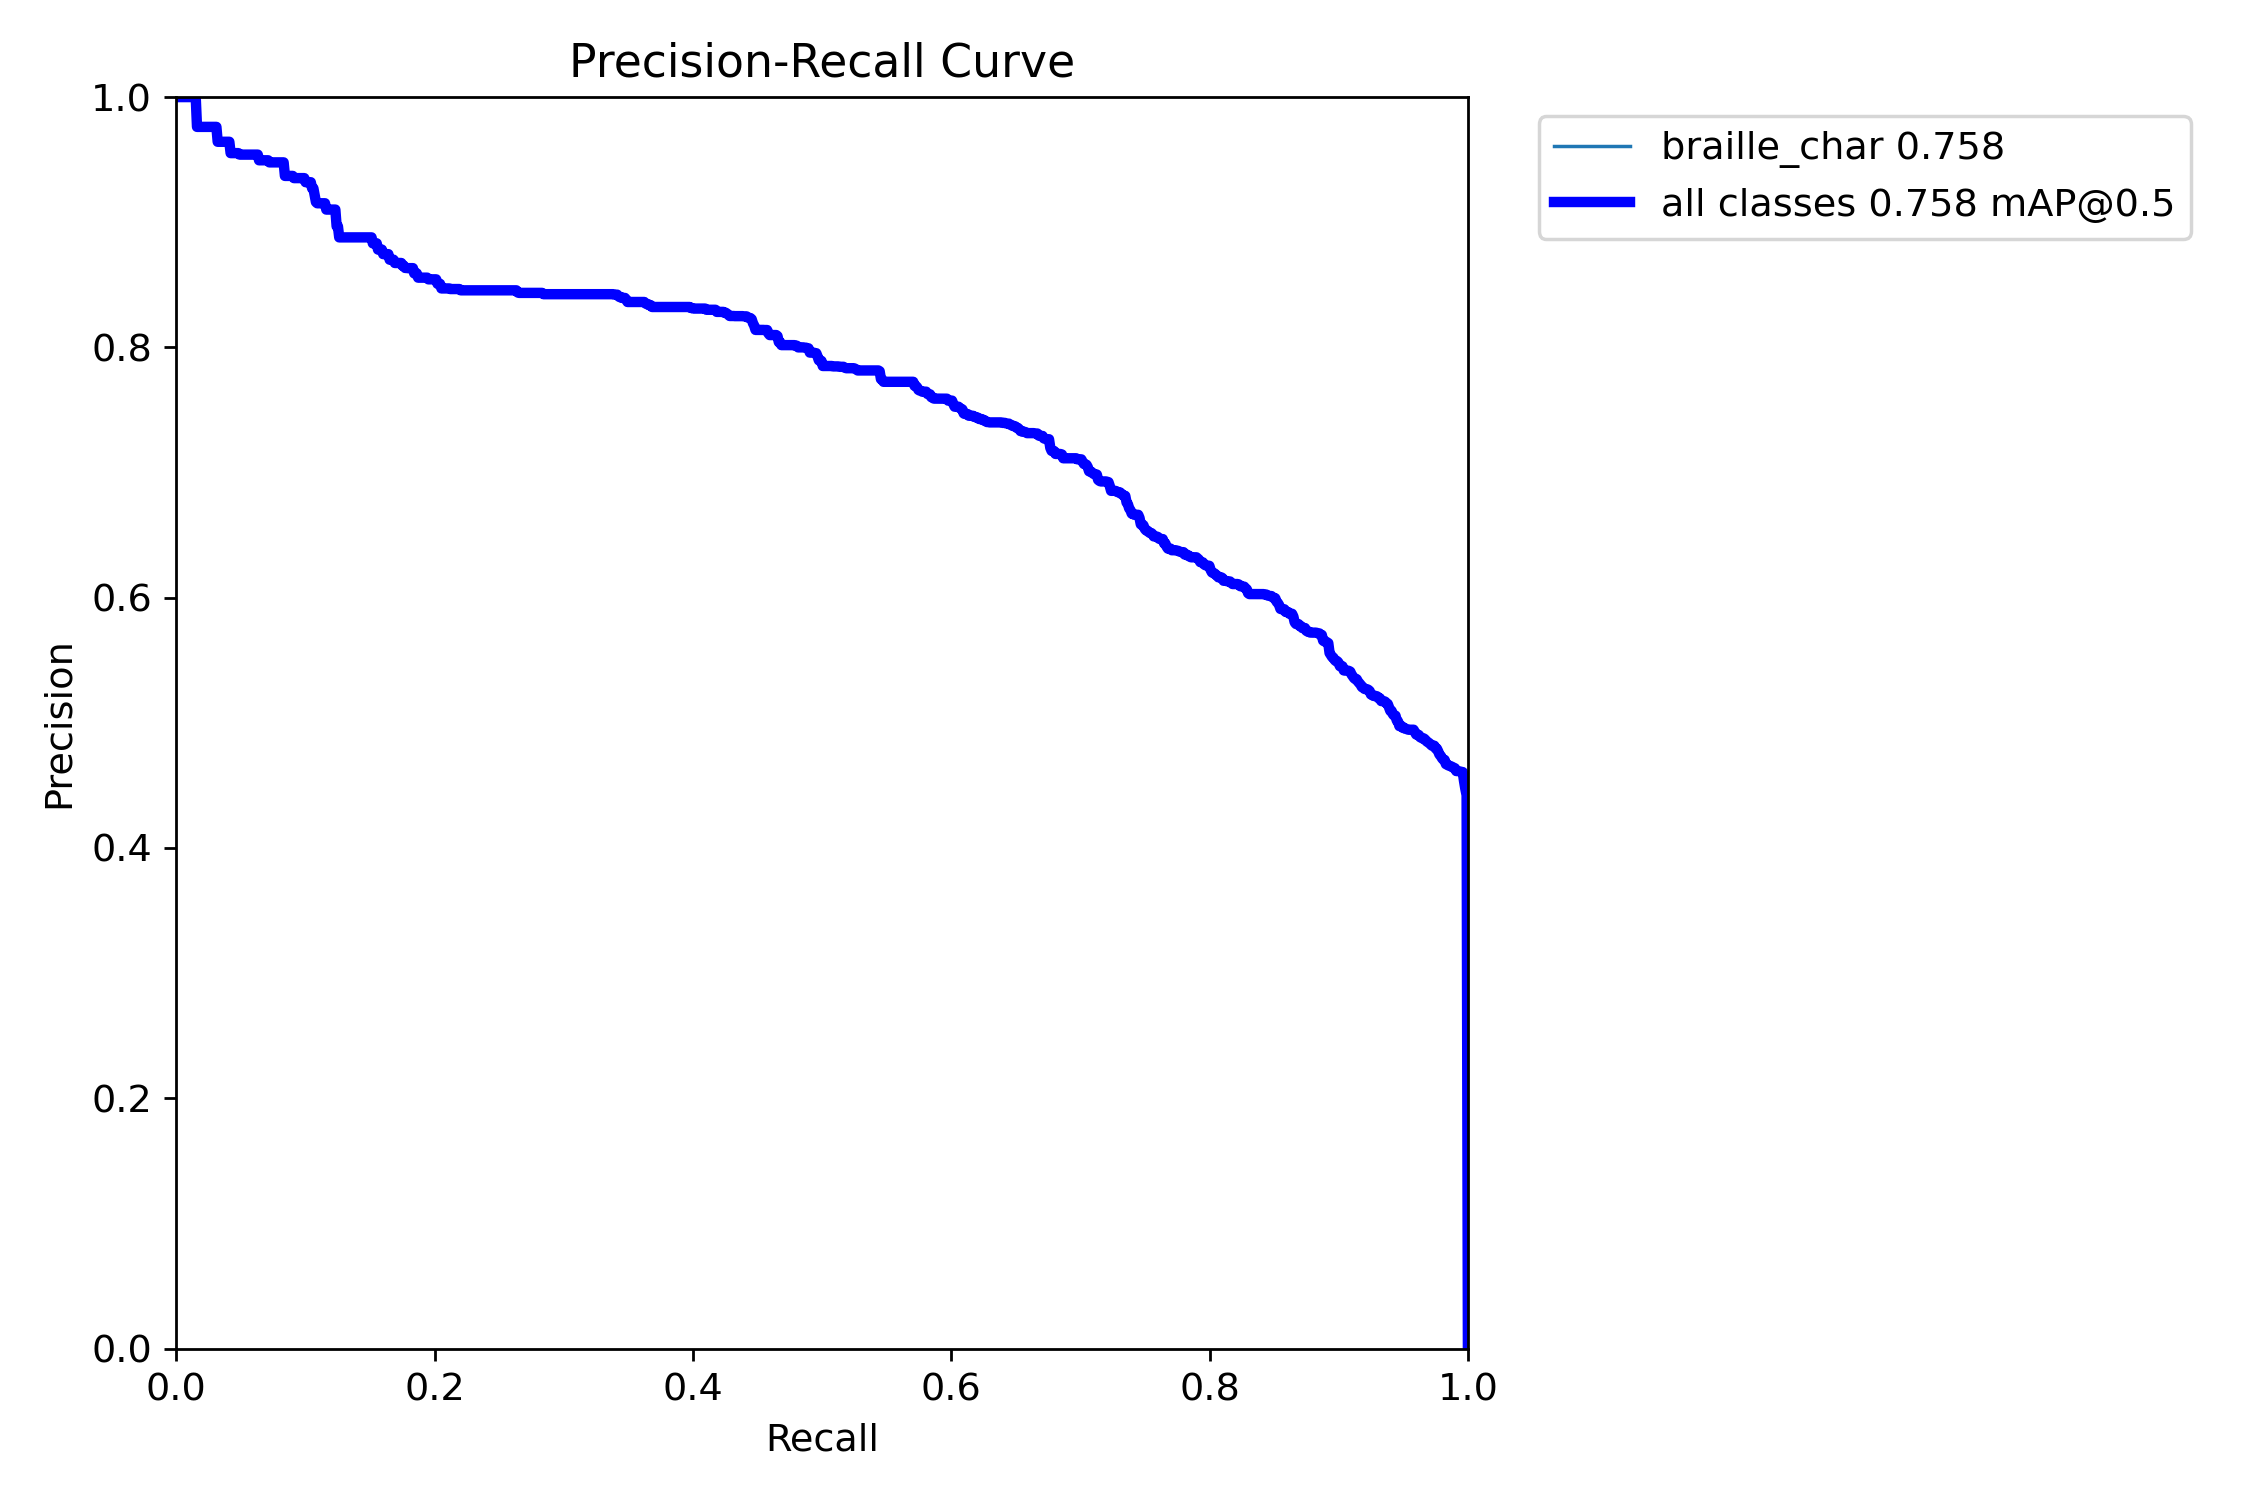 Precision-Recall Curve
1.0
0.8
0.6
0.4
0.2
0.0
Precision
0.0 0.2 0.4 0.6 0.8 1.0
Recall
braille_char 0.758
all classes 0.758 mAP@0.5